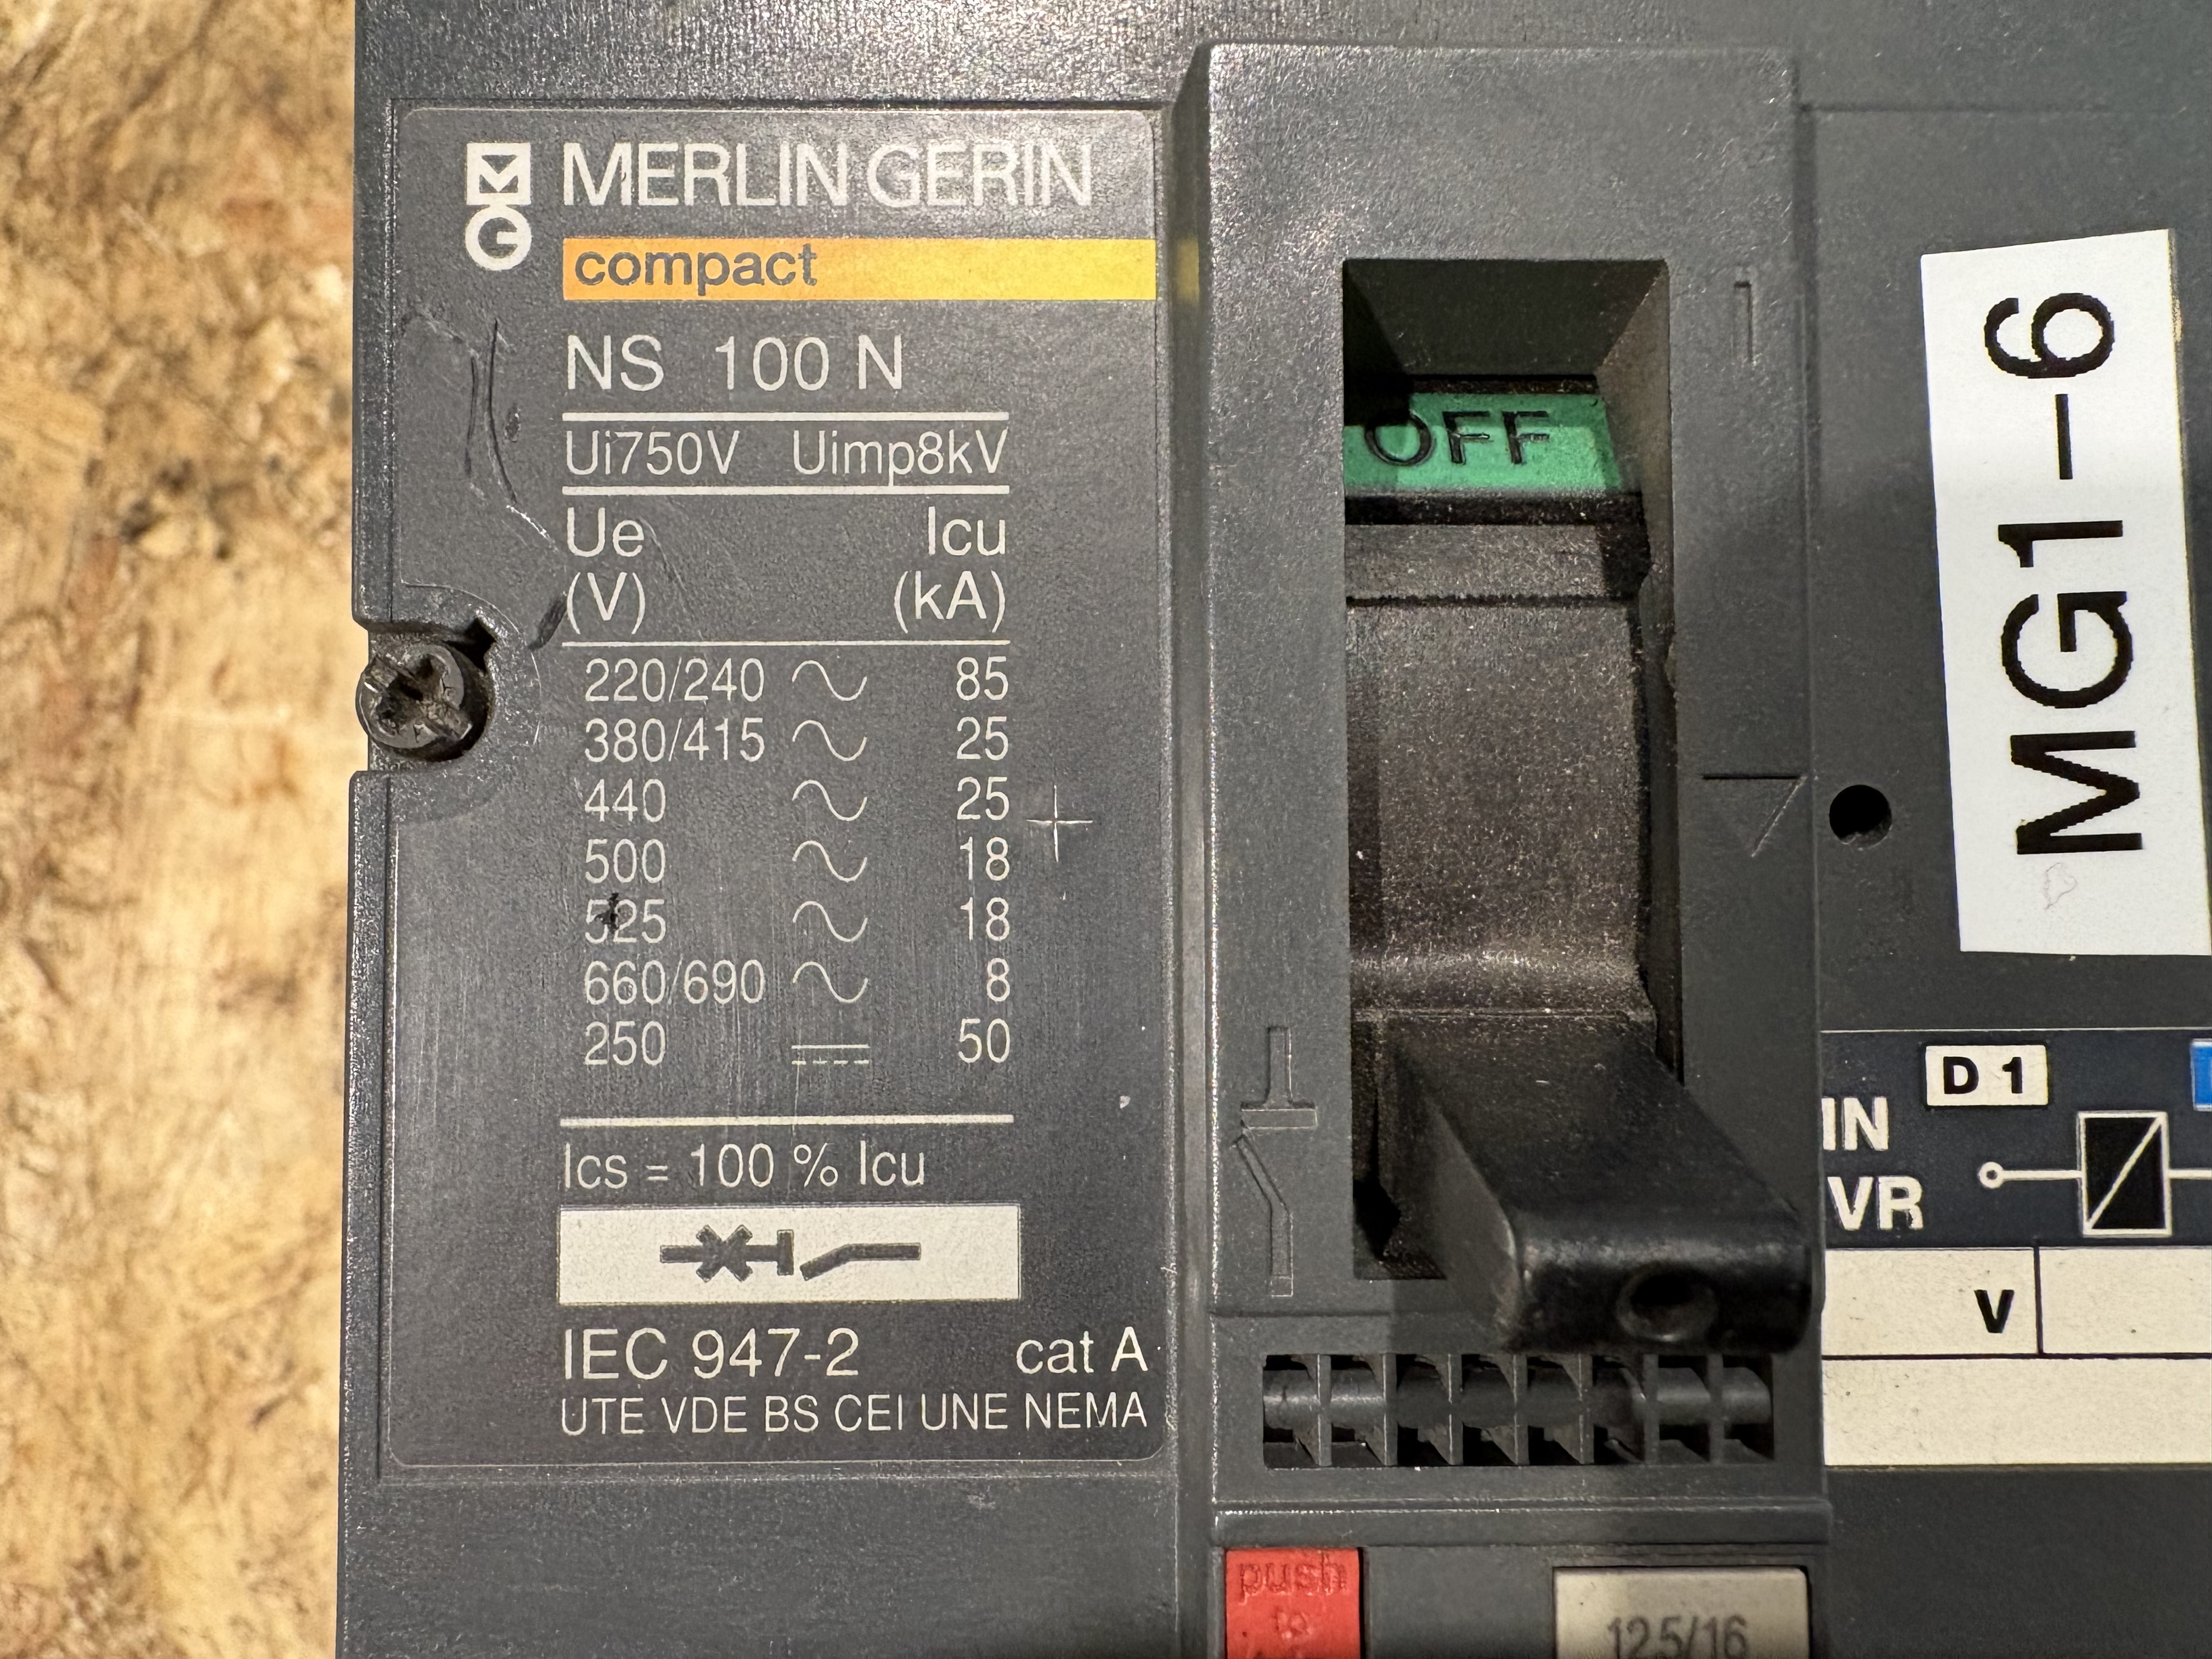 MERLIN GERIN
compact
NS 100 N
Ui750V Uimp8kV
Ue Icu
(V) (kA)
220/240 85
380/415 25
440 25
500 18
525 18
660/690 8
250 50
Ics = 100 % Icu
IEC 947-2 cat A
UTE VDE BS CEI UNE NEMA
OFF
MG1-6
D 1
IN
VR
V
push
to
12.5/16